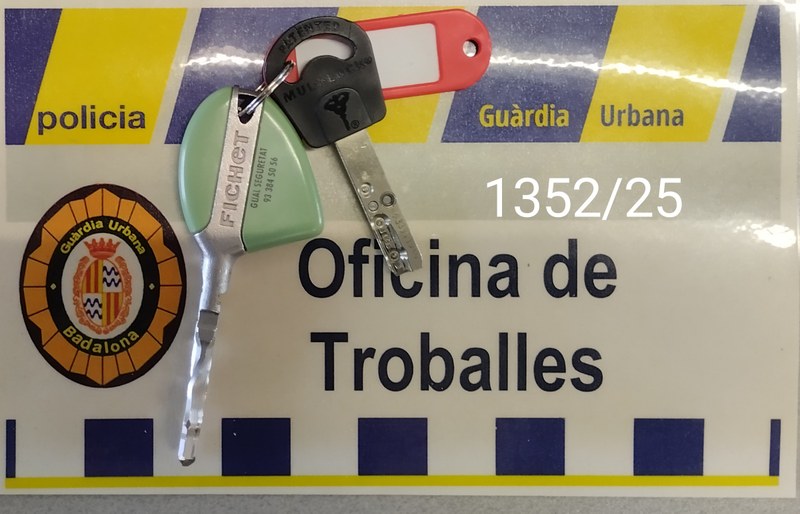 policia
Guàrdia Urbana
PATENTED
MUL-T-LOCK
®
FICHET
GUAL SEGURETAT
93 384 50 56
1352/25
Guàrdia Urbana
Badalona
Oficina de
Troballes